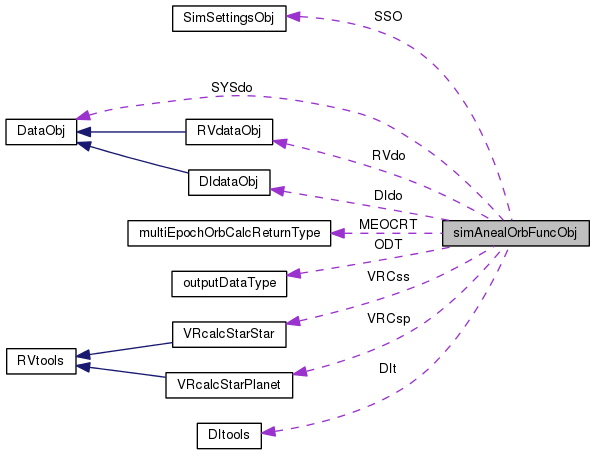 SimSettingsObj
SSO
SYSdo
DataObj
RVdataObj
RVdo
DIdataObj
DIdo
multiEpochOrbCalcReturnType
MEOCRT
simAnealOrbFuncObj
ODT
outputDataType
VRCss
VRcalcStarStar
VRCsp
RVtools
VRcalcStarPlanet
DIt
DItools